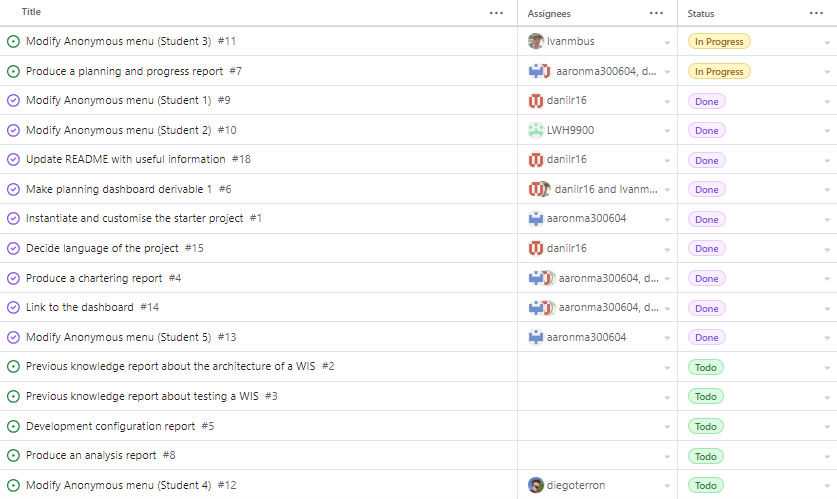 Title ... Assignees ... Status ...
Modify Anonymous menu (Student 3) #11 Ivanmbus In Progress
Produce a planning and progress report #7 aaronma300604, d... In Progress
Modify Anonymous menu (Student 1) #9 danilr16 Done
Modify Anonymous menu (Student 2) #10 LWH9900 Done
Update README with useful information #18 danilr16 Done
Make planning dashboard derivable 1 #6 danilr16 and Ivanm... Done
Instantiate and customise the starter project #1 aaronma300604 Done
Decide language of the project #15 danilr16 Done
Produce a chartering report #4 aaronma300604, d... Done
Link to the dashboard #14 aaronma300604, d... Done
Modify Anonymous menu (Student 5) #13 aaronma300604 Done
Previous knowledge report about the architecture of a WIS #2 Todo
Previous knowledge report about testing a WIS #3 Todo
Development configuration report #5 Todo
Produce an analysis report #8 Todo
Modify Anonymous menu (Student 4) #12 diegoterron Todo